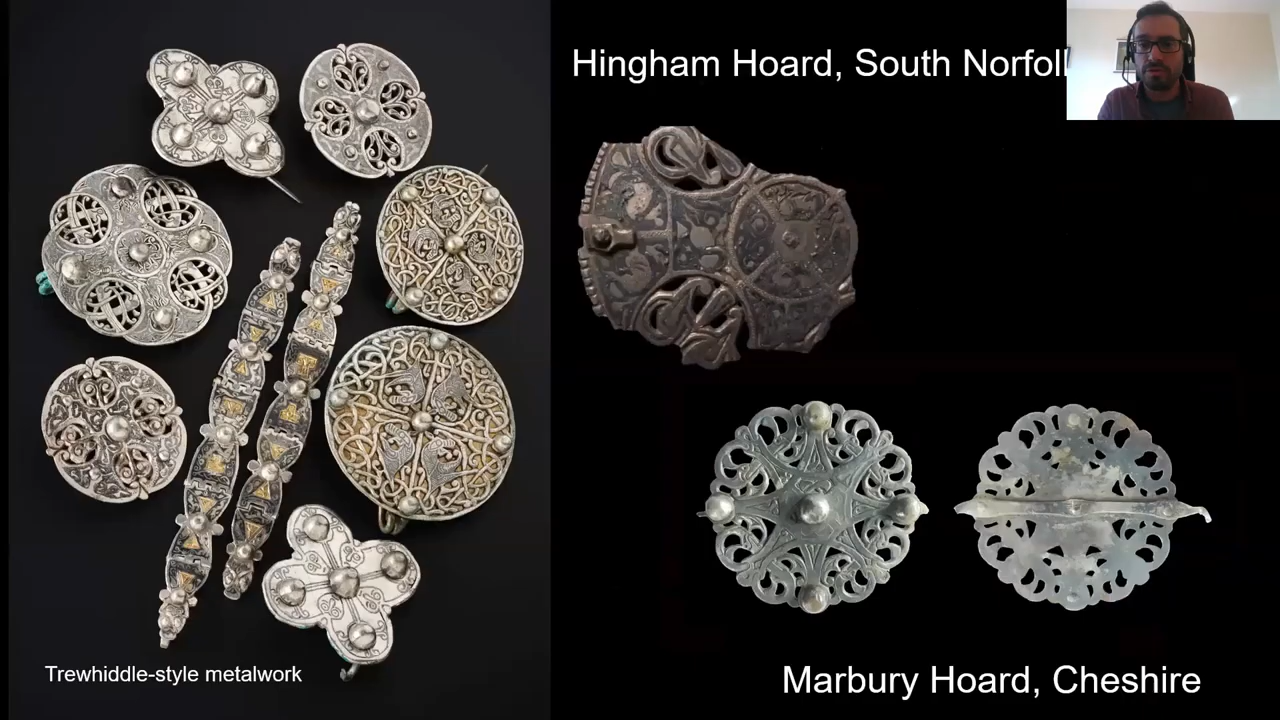 Hingham Hoard, South Norfol
Trewhiddle-style metalwork
Marbury Hoard, Cheshire